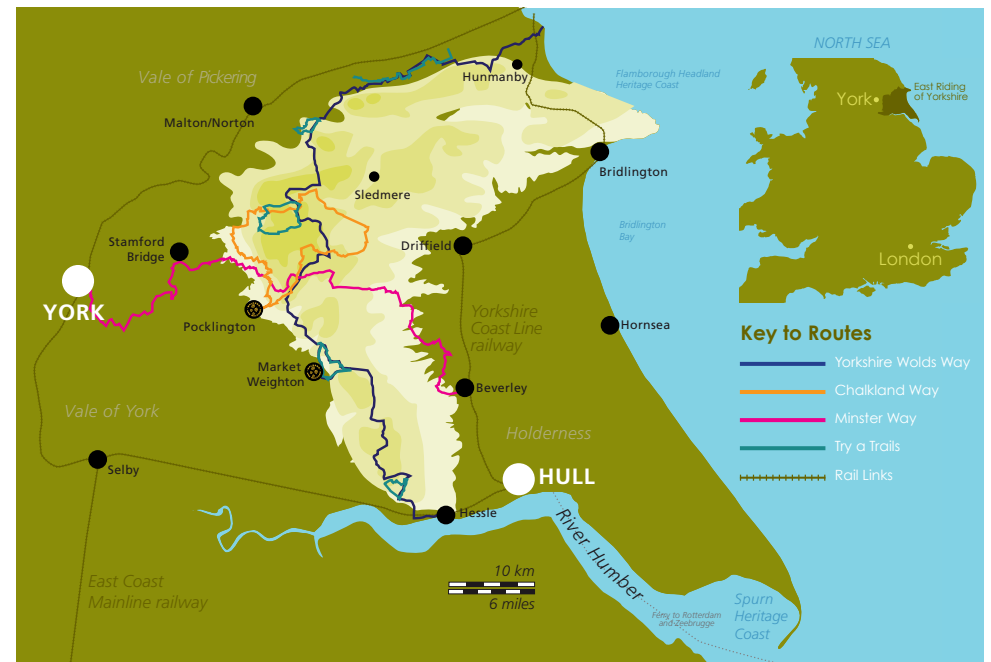 NORTH SEA
Vale of Pickering
Hunmanby
Flamborough Headland
Heritage Coast
East Riding
of Yorkshire
York
Malton/Norton
Bridlington
Sledmere
Bridlington
Bay
Stamford
Bridge
Driffield
London
YORK
Pocklington
Yorkshire
Coast Line
railway
Hornsea
Key to Routes
Yorkshire Wolds Way
Market
Weighton
Beverley
Chalkland Way
Vale of York
Minster Way
Holderness
Try a Trails
Selby
HULL
Rail Links
Hessle
River Humber
10 km
6 miles
East Coast
Mainline railway
Ferry to Rotterdam
and Zeebrugge
Spurn
Heritage
Coast